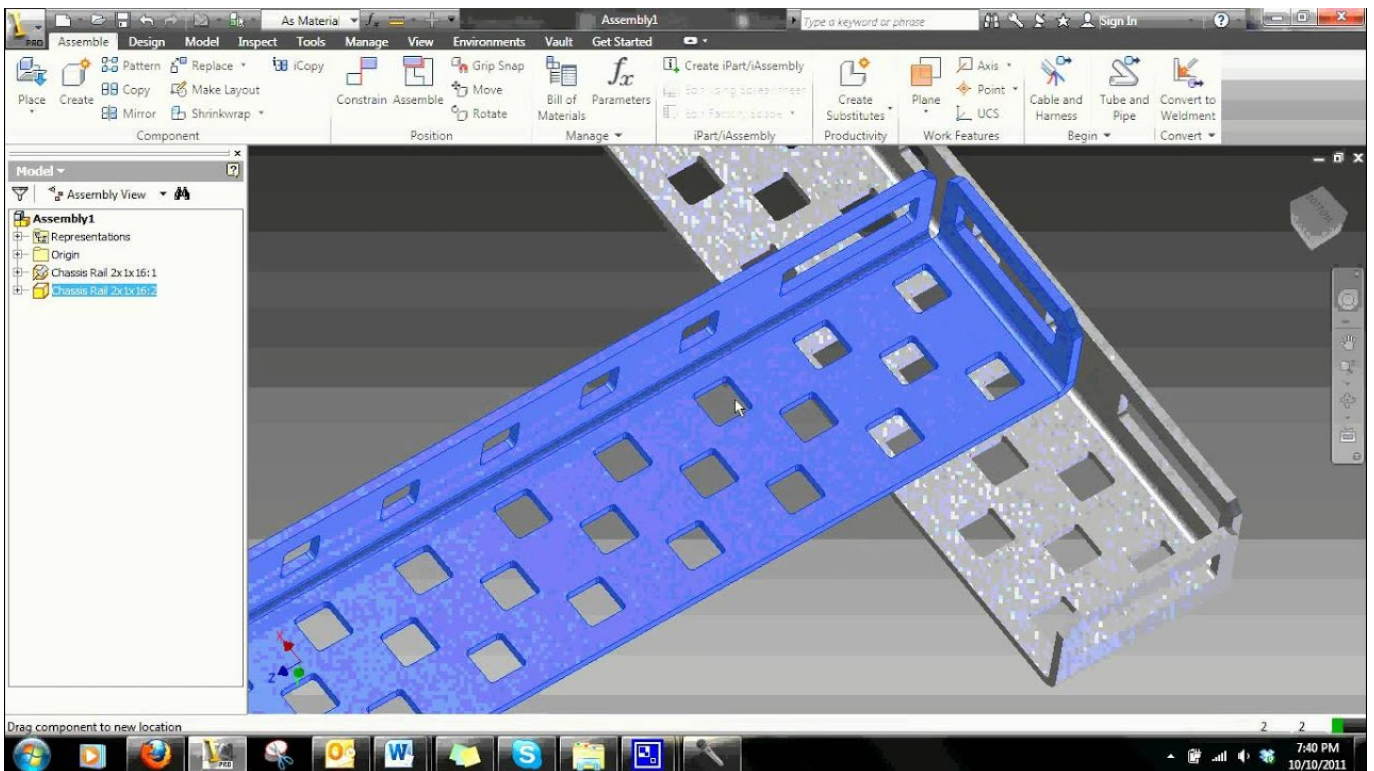 As Material
Assembly1
Type a keyword or phrase
Sign In
PRO
Assemble Design Model Inspect Tools Manage View Environments Vault Get Started
Pattern Replace iCopy Grip Snap Create iPart/iAssembly Axis
Copy Make Layout Move Point
Mirror Shrinkwrap Rotate UCS
Place Create Constrain Assemble Bill of Materials Parameters Create Substitutes Plane Cable and Harness Tube and Pipe Convert to Weldment
Component Position Manage iPart/iAssembly Productivity Work Features Begin Convert
Model
Assembly View
Assembly1
Representations
Origin
Chassis Rail 2x1x16:1
Chassis Rail 2x1x16:2
BOTTOM
X
Z
Drag component to new location
2 2
PRO
7:40 PM
10/10/2011